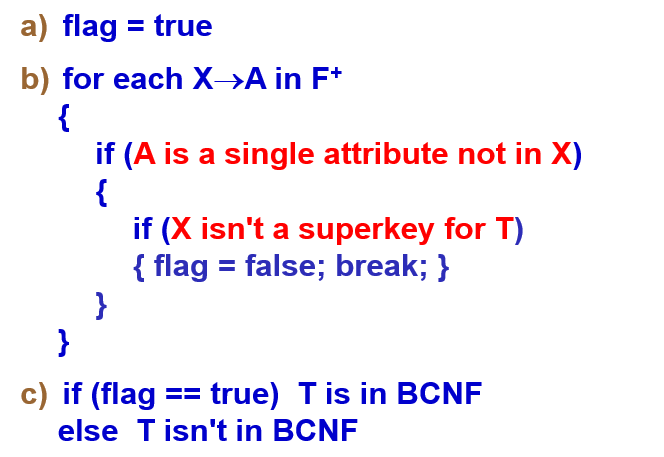 a) flag = true
b) for each X→A in F⁺
{
if (A is a single attribute not in X)
{
if (X isn't a superkey for T)
{ flag = false; break; }
}
}
c) if (flag == true) T is in BCNF
else T isn't in BCNF